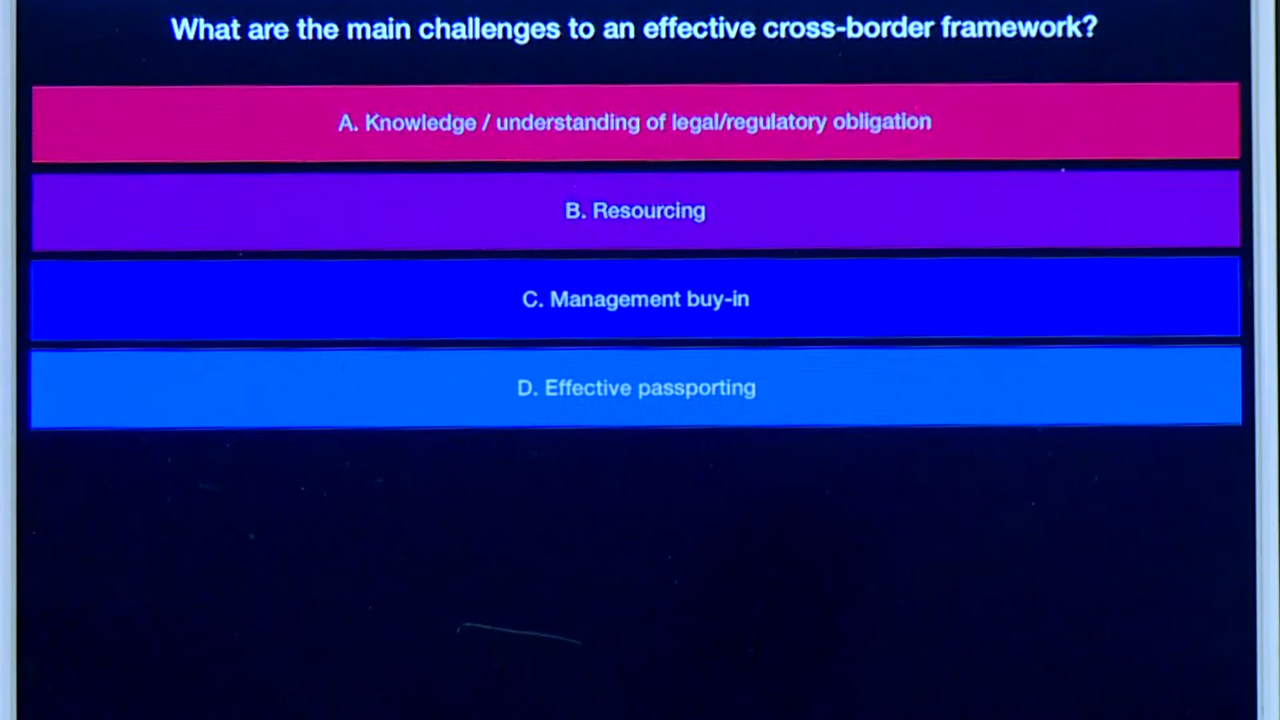 What are the main challenges to an effective cross-border framework?
A. Knowledge / understanding of legal/regulatory obligation
B. Resourcing
C. Management buy-in
D. Effective passporting